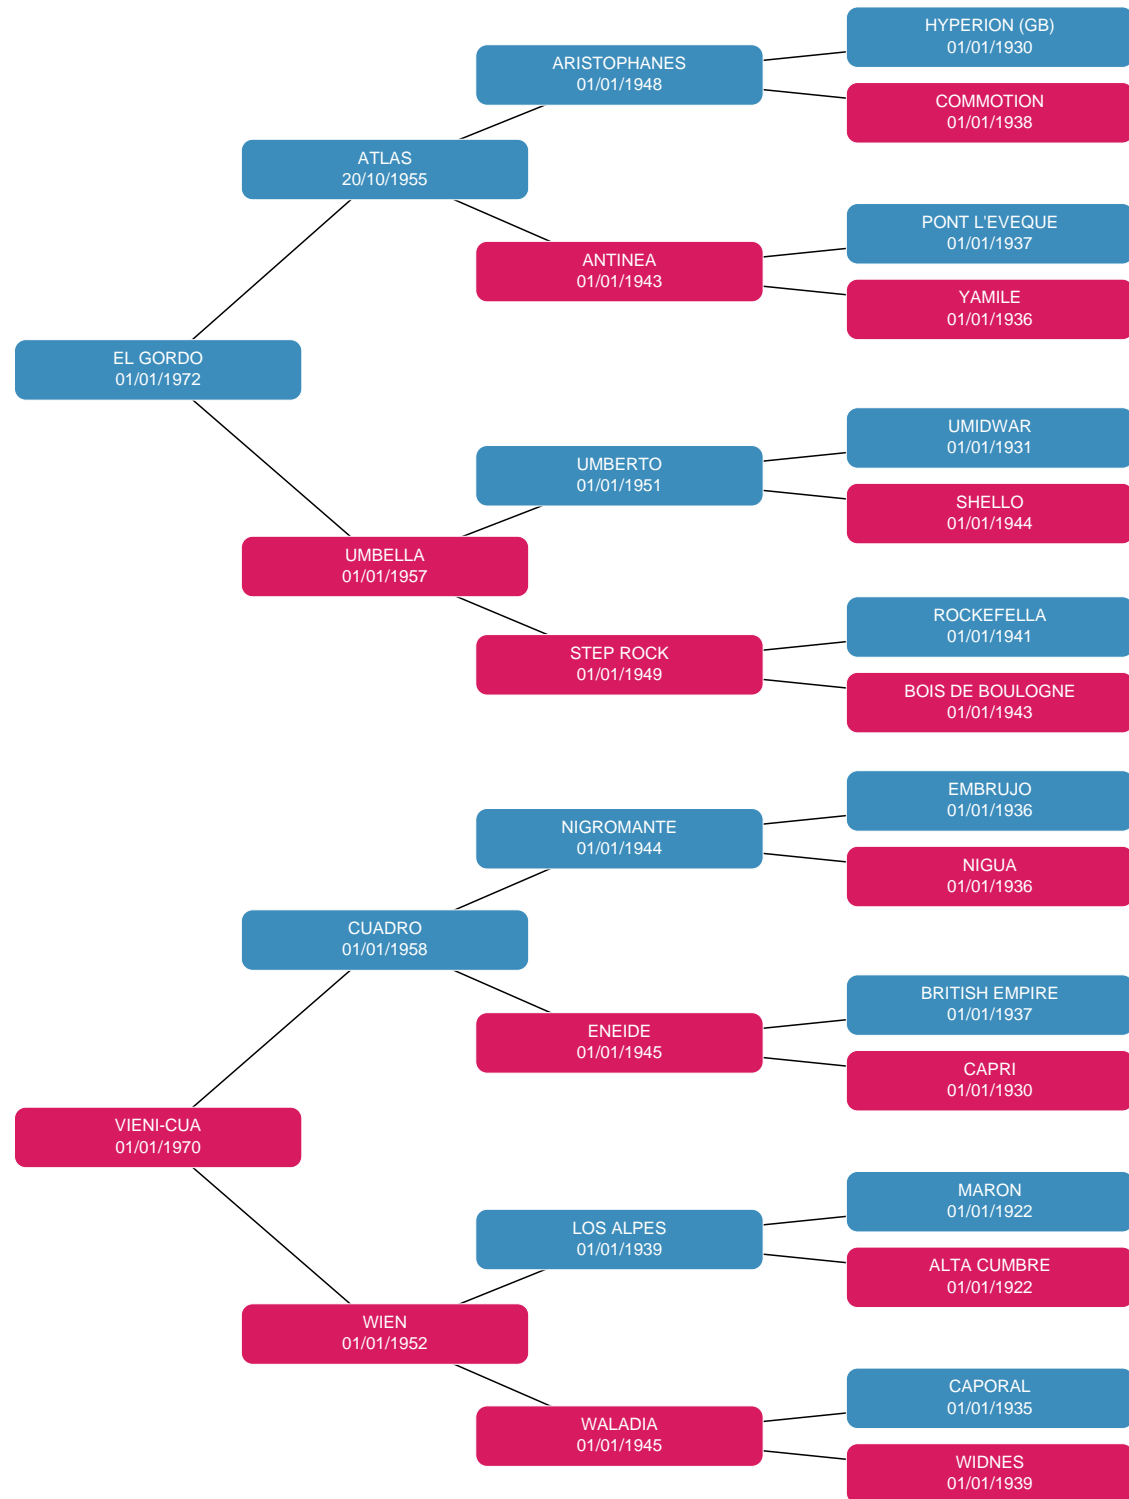 HYPERION (GB)
01/01/1930
ARISTOPHANES
01/01/1948
COMMOTION
01/01/1938
ATLAS
20/10/1955
PONT L'EVEQUE
01/01/1937
ANTINEA
01/01/1943
YAMILE
01/01/1936
EL GORDO
01/01/1972
UMIDWAR
01/01/1931
UMBERTO
01/01/1951
SHELLO
01/01/1944
UMBELLA
01/01/1957
ROCKEFELLA
01/01/1941
STEP ROCK
01/01/1949
BOIS DE BOULOGNE
01/01/1943
EMBRUJO
01/01/1936
NIGROMANTE
01/01/1944
NIGUA
01/01/1936
CUADRO
01/01/1958
BRITISH EMPIRE
01/01/1937
ENEIDE
01/01/1945
CAPRI
01/01/1930
VIENI-CUA
01/01/1970
MARON
01/01/1922
LOS ALPES
01/01/1939
ALTA CUMBRE
01/01/1922
WIEN
01/01/1952
CAPORAL
01/01/1935
WALADIA
01/01/1945
WIDNES
01/01/1939